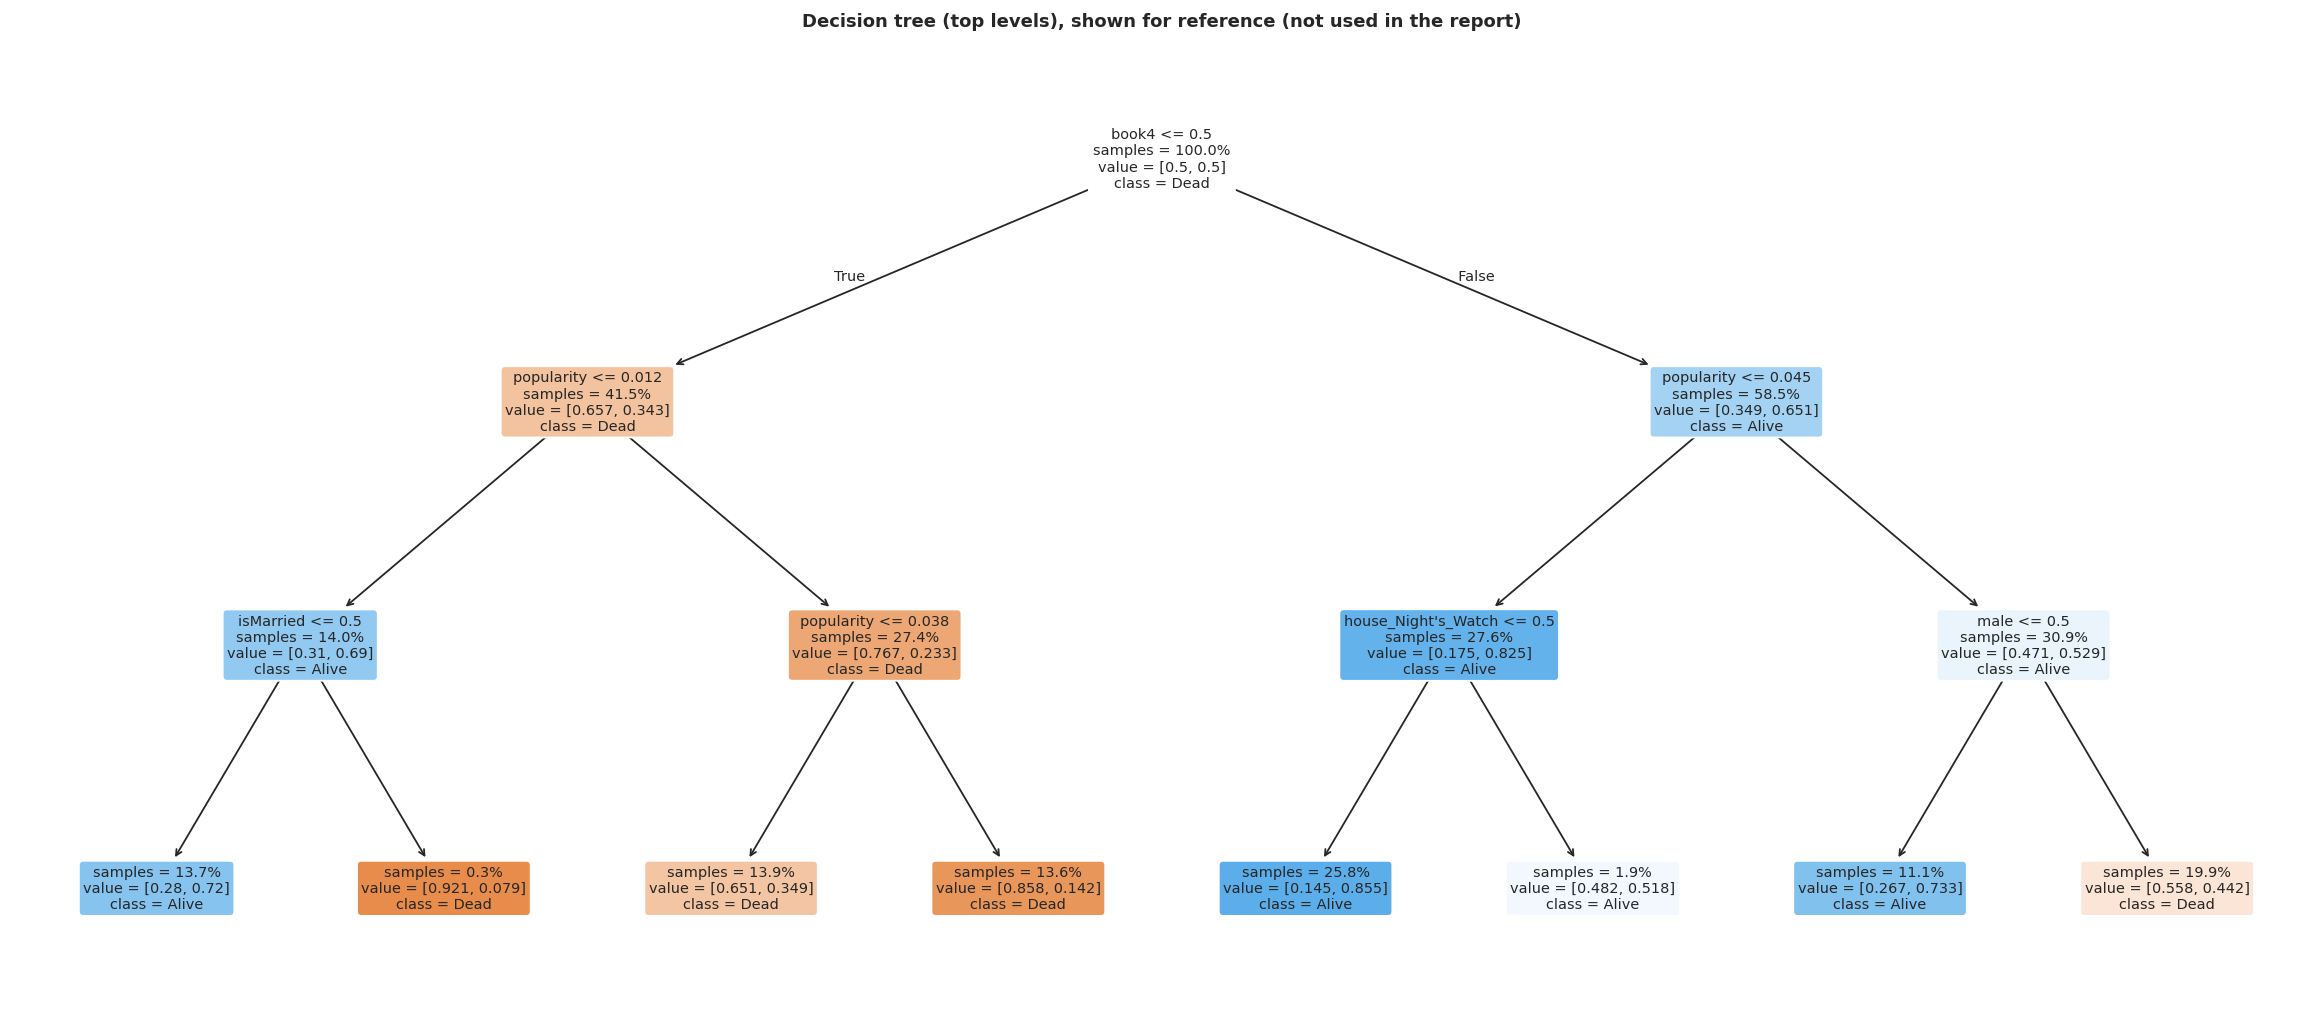 Decision tree (top levels), shown for reference (not used in the report)
book4 <= 0.5
samples = 100.0%
value = [0.5, 0.5]
class = Dead
True
False
popularity <= 0.012
samples = 41.5%
value = [0.657, 0.343]
class = Dead
popularity <= 0.045
samples = 58.5%
value = [0.349, 0.651]
class = Alive
isMarried <= 0.5
samples = 14.0%
value = [0.31, 0.69]
class = Alive
popularity <= 0.038
samples = 27.4%
value = [0.767, 0.233]
class = Dead
house_Night's_Watch <= 0.5
samples = 27.6%
value = [0.175, 0.825]
class = Alive
male <= 0.5
samples = 30.9%
value = [0.471, 0.529]
class = Alive
samples = 13.7%
value = [0.28, 0.72]
class = Alive
samples = 0.3%
value = [0.921, 0.079]
class = Dead
samples = 13.9%
value = [0.651, 0.349]
class = Dead
samples = 13.6%
value = [0.858, 0.142]
class = Dead
samples = 25.8%
value = [0.145, 0.855]
class = Alive
samples = 1.9%
value = [0.482, 0.518]
class = Alive
samples = 11.1%
value = [0.267, 0.733]
class = Alive
samples = 19.9%
value = [0.558, 0.442]
class = Dead